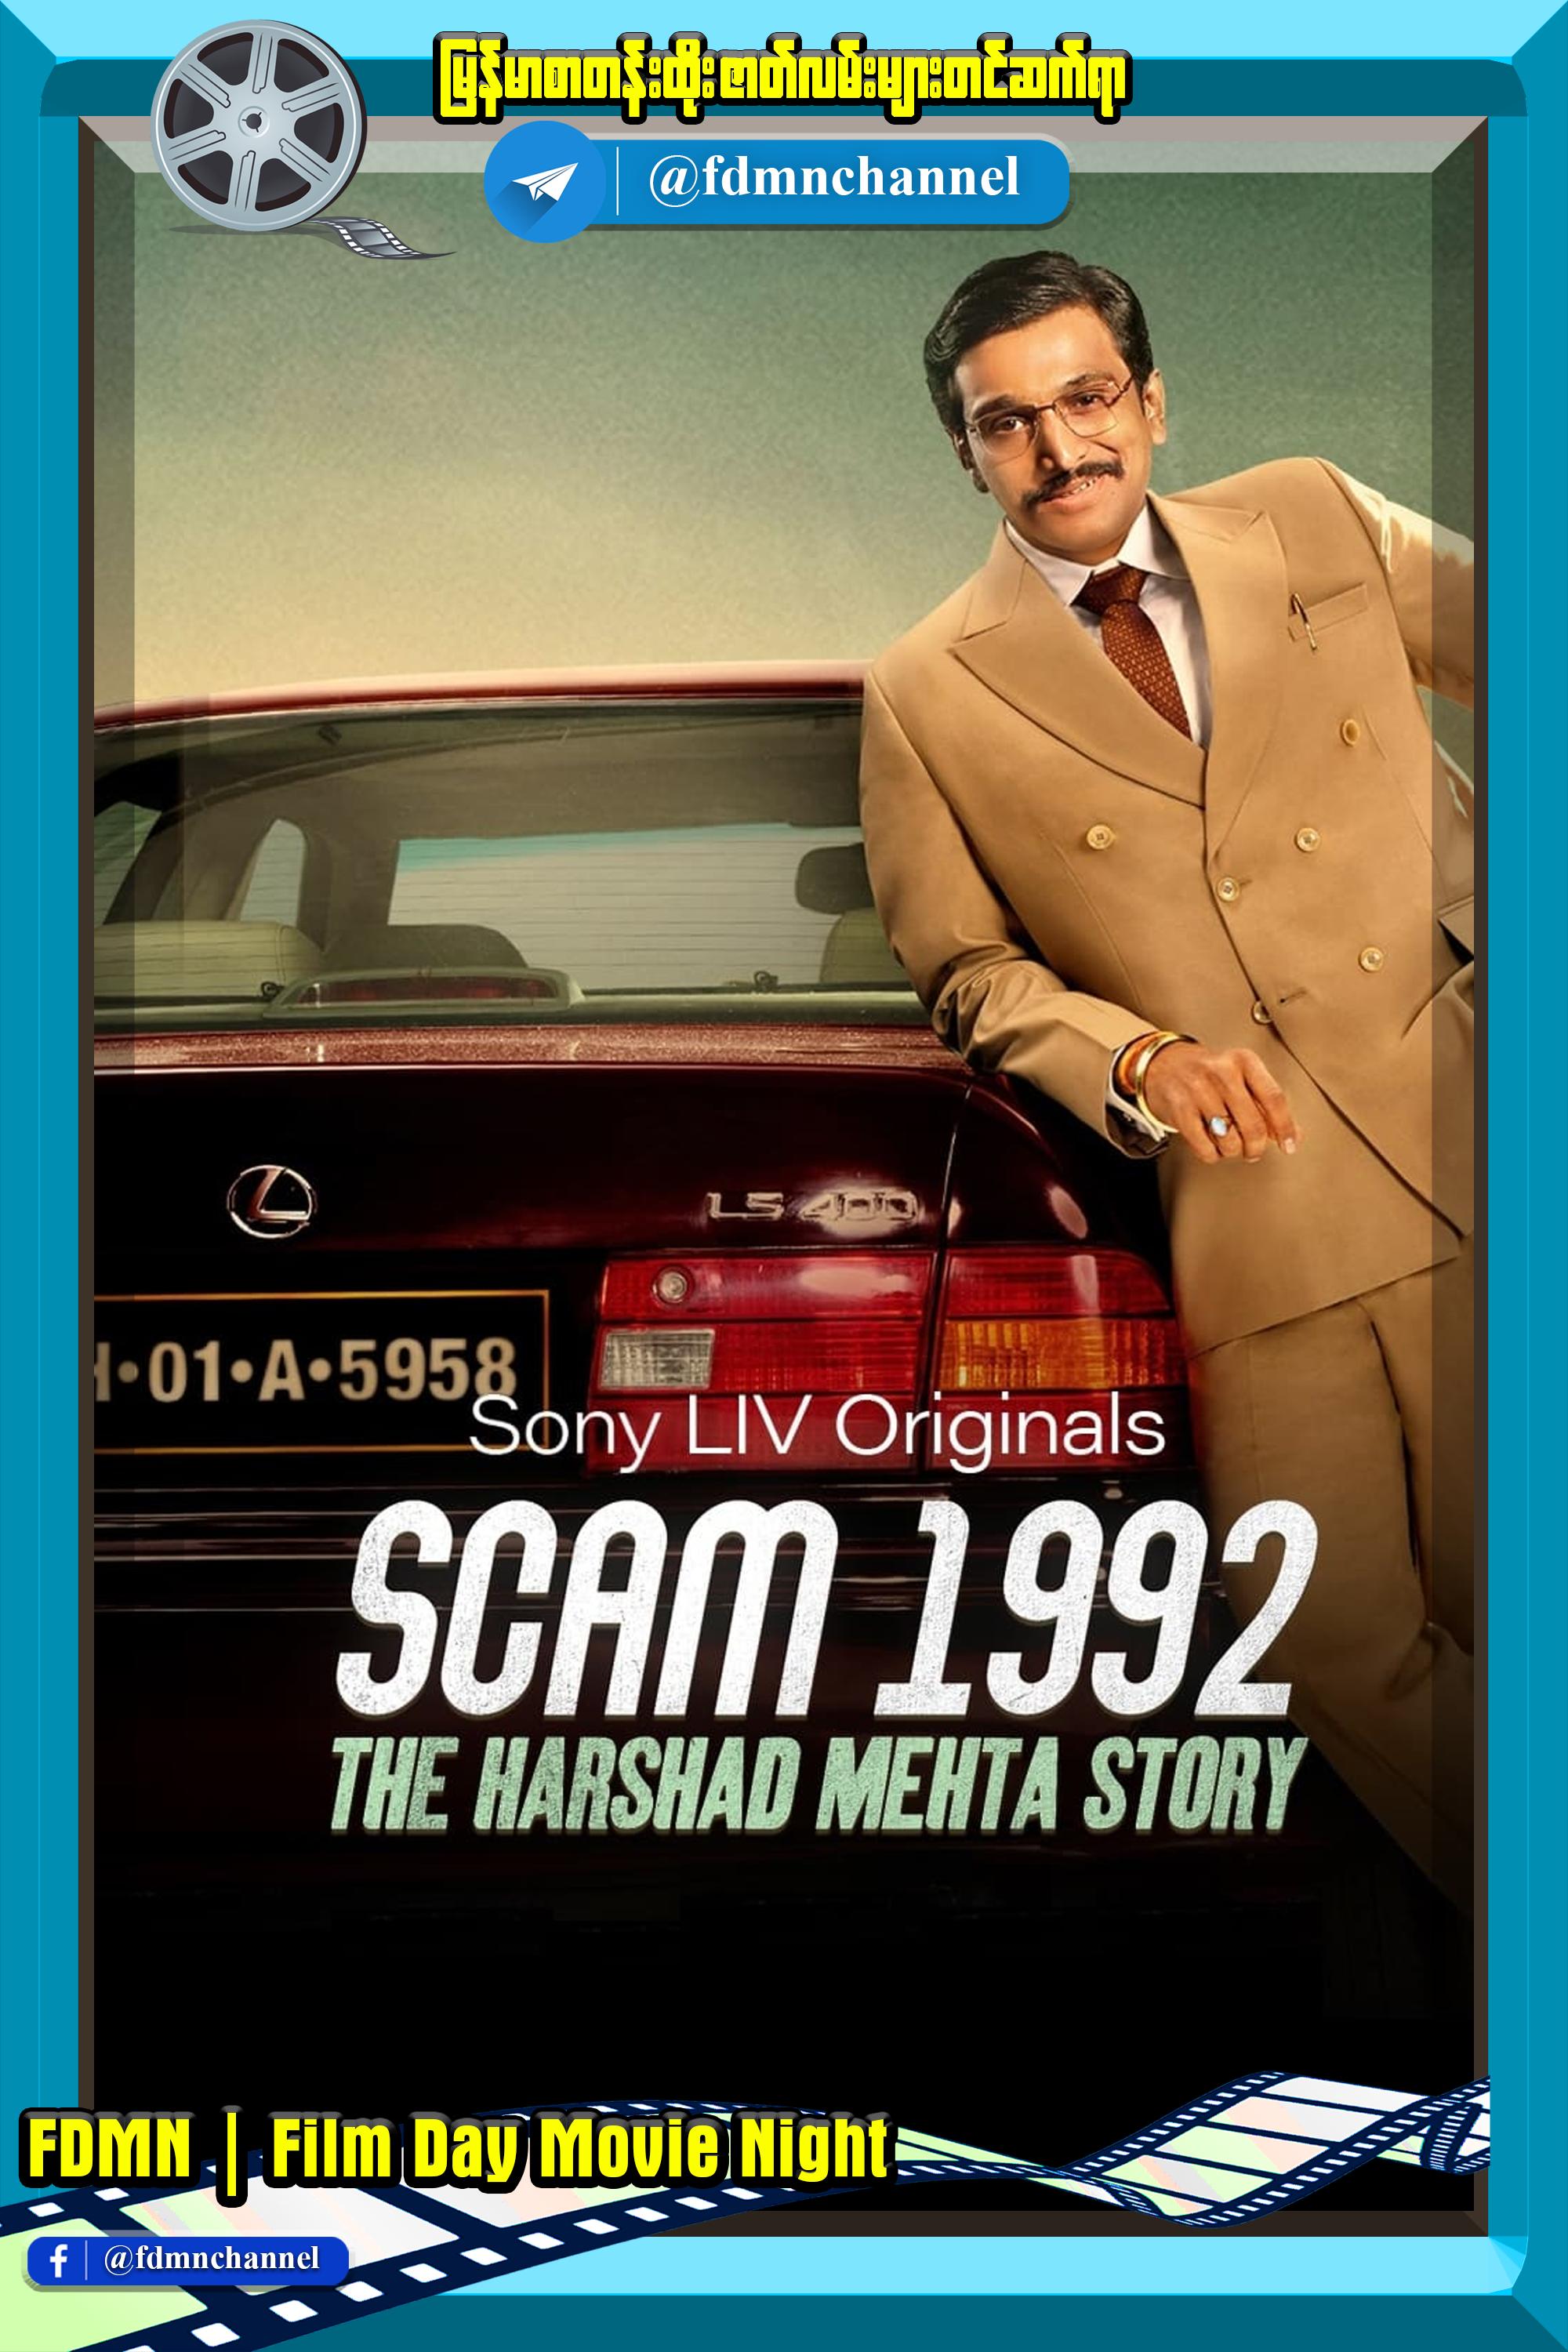 မြန်မာစာတန်းထိုးဇာတ်လမ်းများတင်ဆက်ရာ
@fdmnchannel
LS 400
H•01•A•5958
Sony LIV Originals
SCAM 1992
THE HARSHAD MEHTA STORY
FDMN | Film Day Movie Night
@fdmnchannel